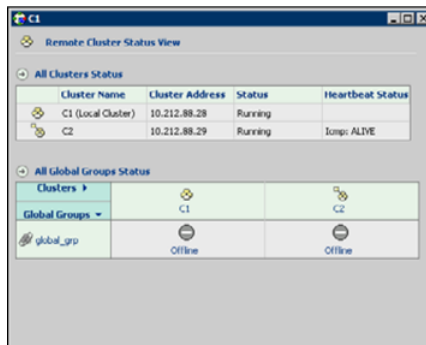 C1
Remote Cluster Status View
All Clusters Status
Cluster Name Cluster Address Status Heartbeat Status
C1 (Local Cluster) 10.212.88.28 Running
C2 10.212.88.29 Running Icmp: ALIVE
All Global Groups Status
Clusters
C1 C2
Global Groups
global_grp
Offline Offline